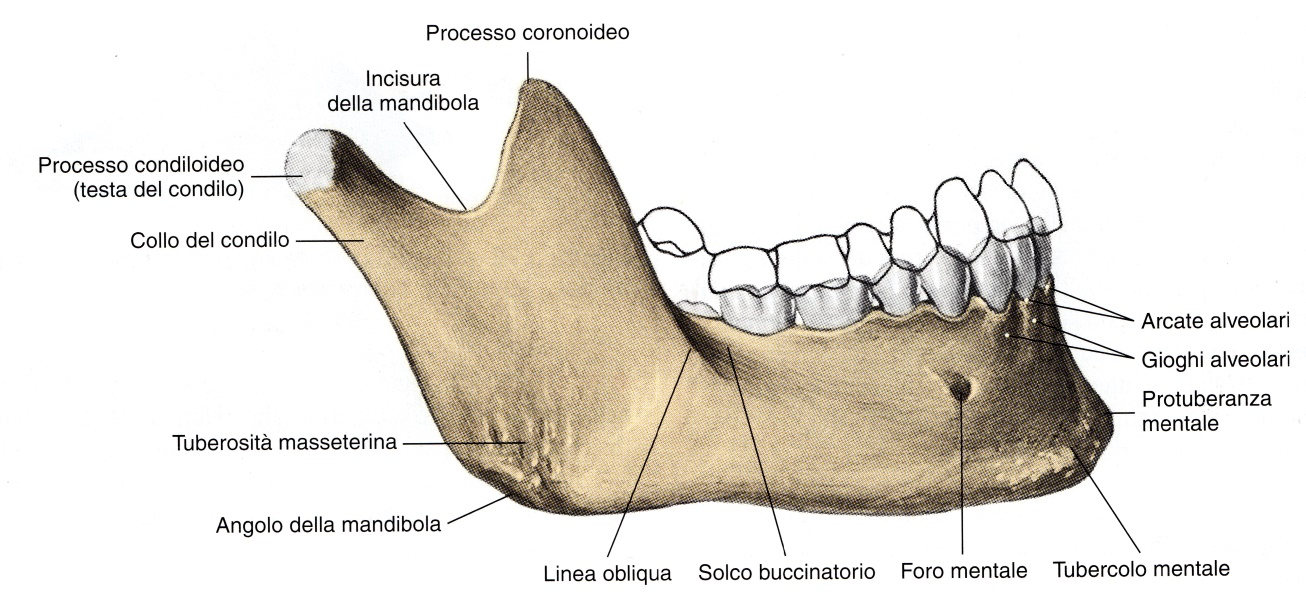 Processo coronoideo
Incisura
della mandibola
Processo condiloideo
(testa del condilo)
Collo del condilo
Arcate alveolari
Gioghi alveolari
Protuberanza
mentale
Tuberosità masseterina
Angolo della mandibola
Linea obliqua
Solco buccinatorio
Foro mentale
Tubercolo mentale